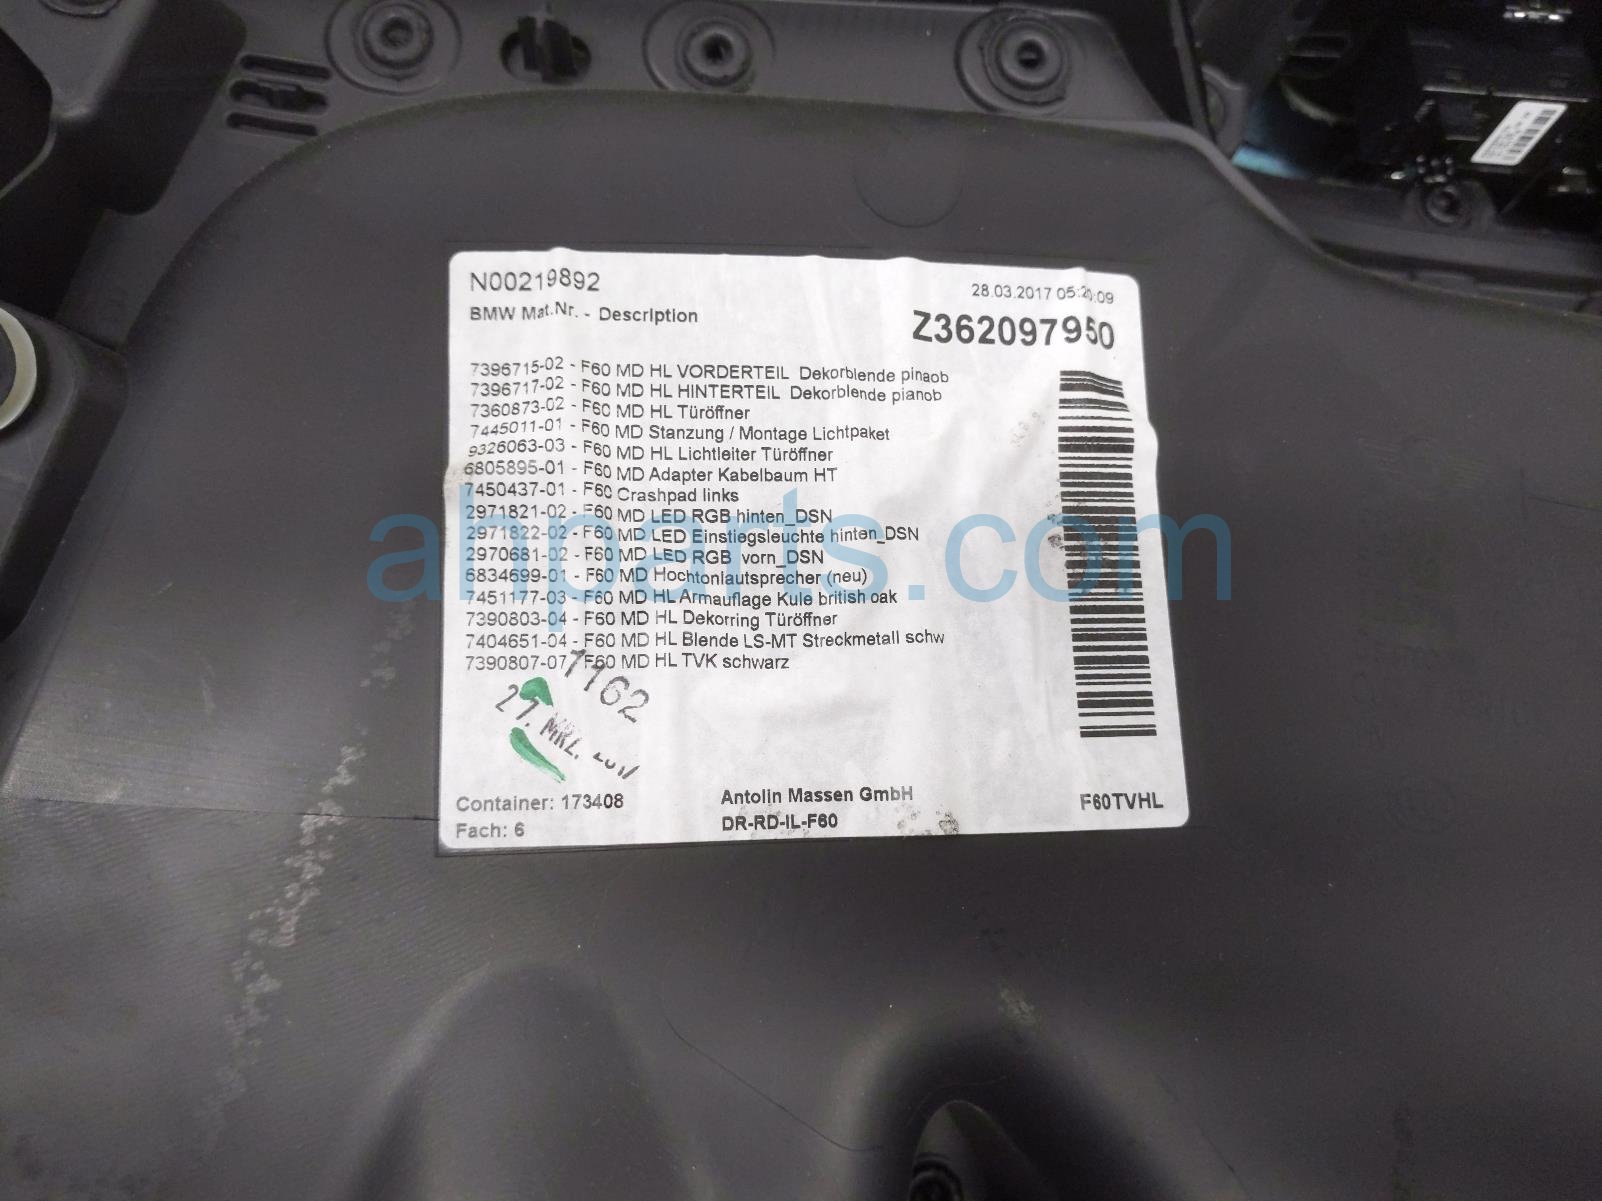 N00219892
28.03.2017 05:20:09
BMW Mat.Nr. - Description
Z362097950
7396715-02 - F60 MD HL VORDERTEIL Dekorblende pinaob
7396717-02 - F60 MD HL HINTERTEIL Dekorblende pianob
7360873-02 - F60 MD HL Türöffner
7445011-01 - F60 MD Stanzung / Montage Lichtpaket
9326063-03 - F60 MD HL Lichtleiter Türöffner
6805895-01 - F60 MD Adapter Kabelbaum HT
7450437-01 - F60 Crashpad links
2971821-02 - F60 MD LED RGB hinten_DSN
2971822-02 - F60 MD LED Einstiegsleuchte hinten_DSN
2970681-02 - F60 MD LED RGB vorn_DSN
6834699-01 - F60 MD Hochtonlautsprecher (neu)
7451177-03 - F60 MD HL Armauflage Kule british oak
7390803-04 - F60 MD HL Dekorring Türöffner
7404651-04 - F60 MD HL Blende LS-MT Streckmetall schw
7390807-07 F60 MD HL TVK schwarz
1162
27. MRZ. 2017
Container: 173408
Antolin Massen GmbH
F60TVHL
Fach: 6
DR-RD-IL-F60
ahparts.com